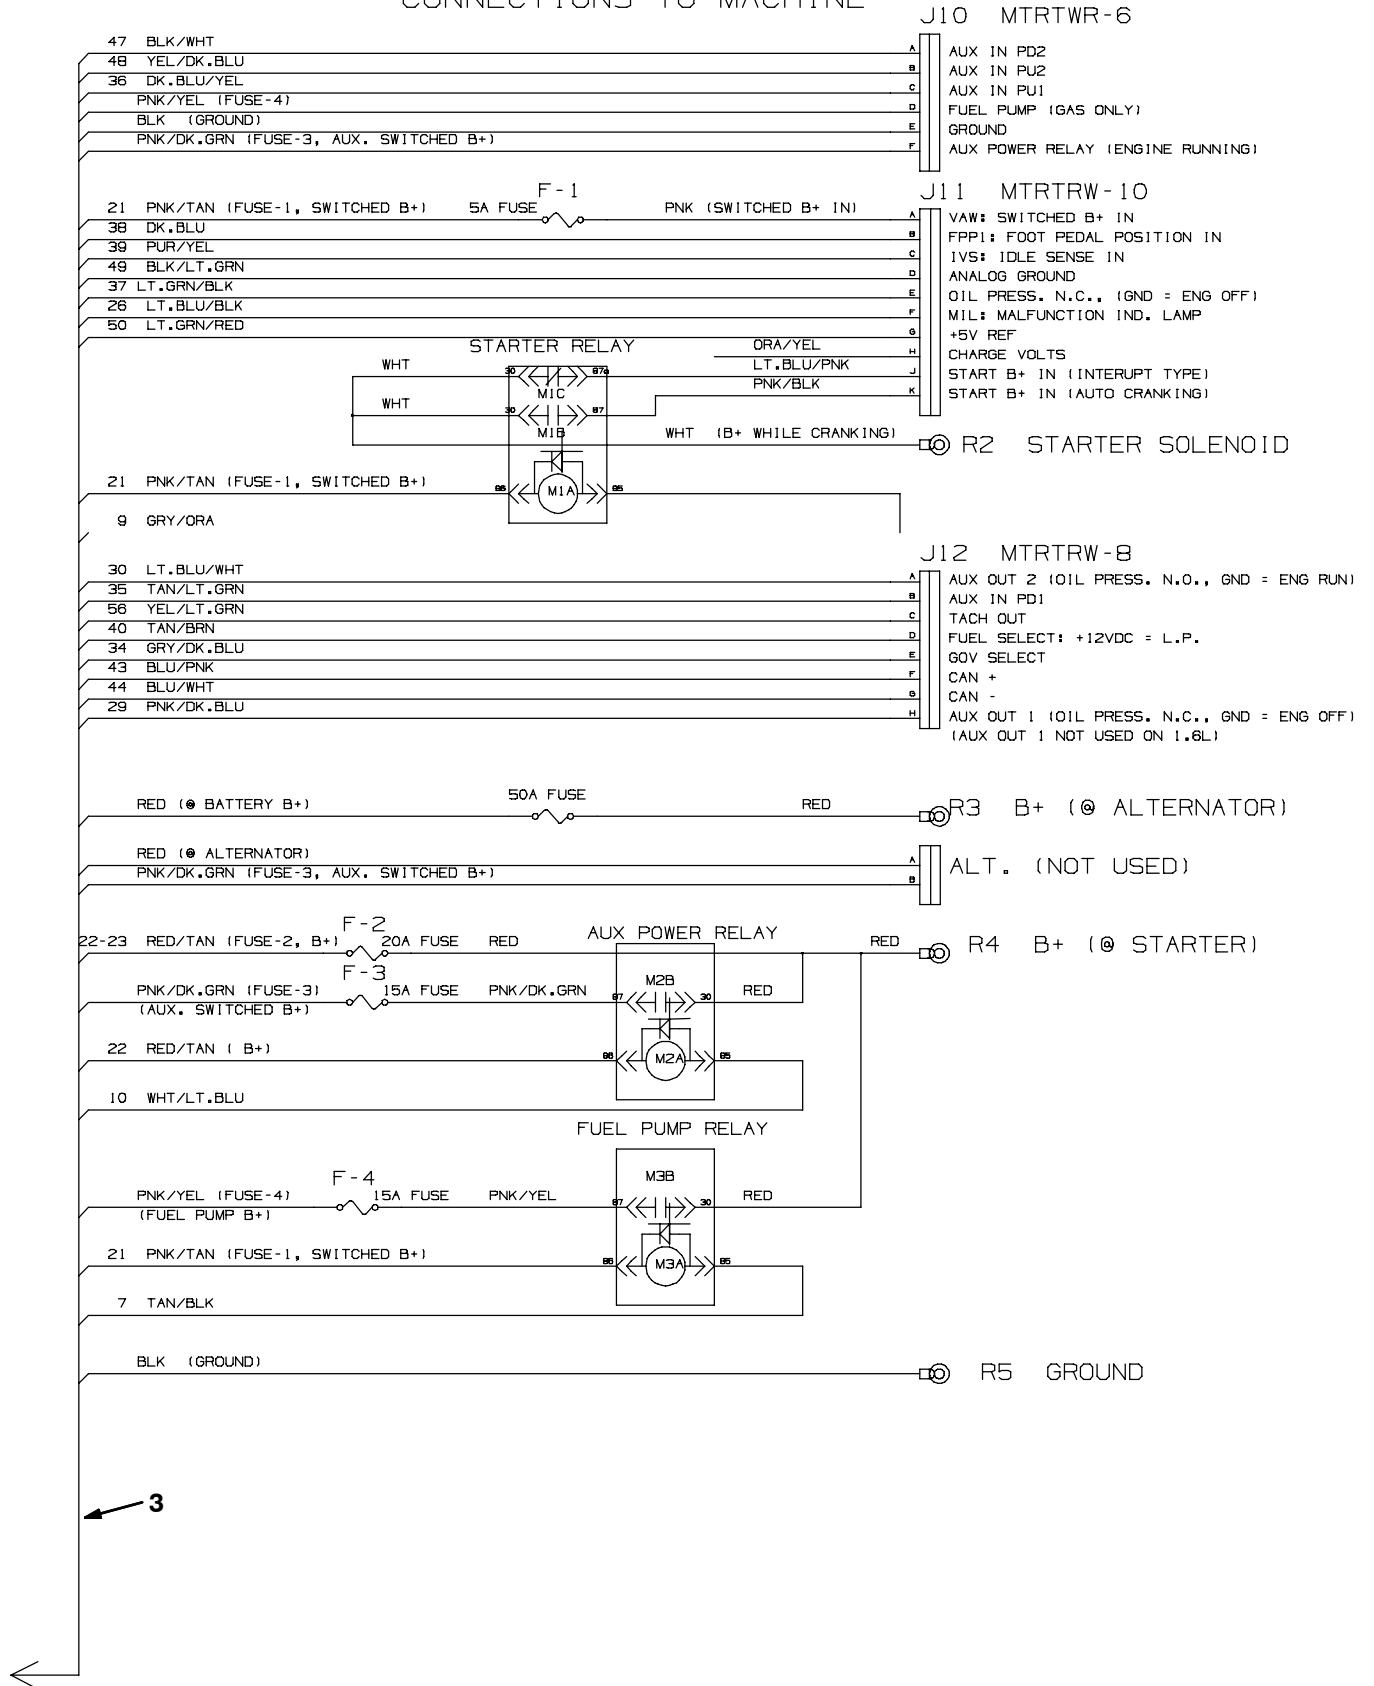 CONNECTIONS TO MACHINE
J10 MTRTWR-6
47 BLK/WHT
A AUX IN PD2
48 YEL/DK.BLU
B AUX IN PU2
36 DK.BLU/YEL
C AUX IN PU1
PNK/YEL (FUSE-4)
D FUEL PUMP (GAS ONLY)
BLK (GROUND)
E GROUND
PNK/DK.GRN (FUSE-3, AUX. SWITCHED B+)
F AUX POWER RELAY (ENGINE RUNNING)
F-1
J11 MTRTRW-10
21 PNK/TAN (FUSE-1, SWITCHED B+) 5A FUSE PNK (SWITCHED B+ IN)
A VAW: SWITCHED B+ IN
38 DK.BLU
B FPP1: FOOT PEDAL POSITION IN
39 PUR/YEL
C IVS: IDLE SENSE IN
49 BLK/LT.GRN
D ANALOG GROUND
37 LT.GRN/BLK
E OIL PRESS. N.C., (GND = ENG OFF)
26 LT.BLU/BLK
F MIL: MALFUNCTION IND. LAMP
50 LT.GRN/RED
G +5V REF
STARTER RELAY ORA/YEL
H CHARGE VOLTS
WHT 30 87a LT.BLU/PNK
J START B+ IN (INTERUPT TYPE)
M1C PNK/BLK
K START B+ IN (AUTO CRANKING)
WHT 30 87
M1B WHT (B+ WHILE CRANKING) R2 STARTER SOLENOID
21 PNK/TAN (FUSE-1, SWITCHED B+) 86 M1A 85
9 GRY/ORA
J12 MTRTRW-8
30 LT.BLU/WHT
A AUX OUT 2 (OIL PRESS. N.O., GND = ENG RUN)
35 TAN/LT.GRN
B AUX IN PD1
56 YEL/LT.GRN
C TACH OUT
40 TAN/BRN
D FUEL SELECT: +12VDC = L.P.
34 GRY/DK.BLU
E GOV SELECT
43 BLU/PNK
F CAN +
44 BLU/WHT
G CAN -
29 PNK/DK.BLU
H AUX OUT 1 (OIL PRESS. N.C., GND = ENG OFF)
(AUX OUT 1 NOT USED ON 1.6L)
50A FUSE
RED (@ BATTERY B+) RED R3 B+ (@ ALTERNATOR)
RED (@ ALTERNATOR)
A ALT. (NOT USED)
PNK/DK.GRN (FUSE-3, AUX. SWITCHED B+)
B
F-2 AUX POWER RELAY
22-23 RED/TAN (FUSE-2, B+) 20A FUSE RED RED R4 B+ (@ STARTER)
F-3 M2B
PNK/DK.GRN (FUSE-3) 15A FUSE PNK/DK.GRN 87 30 RED
(AUX. SWITCHED B+)
22 RED/TAN ( B+) 86 M2A 85
10 WHT/LT.BLU
FUEL PUMP RELAY
F-4 M3B
PNK/YEL (FUSE-4) 15A FUSE PNK/YEL 87 30 RED
(FUEL PUMP B+)
21 PNK/TAN (FUSE-1, SWITCHED B+) 86 M3A 85
7 TAN/BLK
BLK (GROUND) R5 GROUND
3